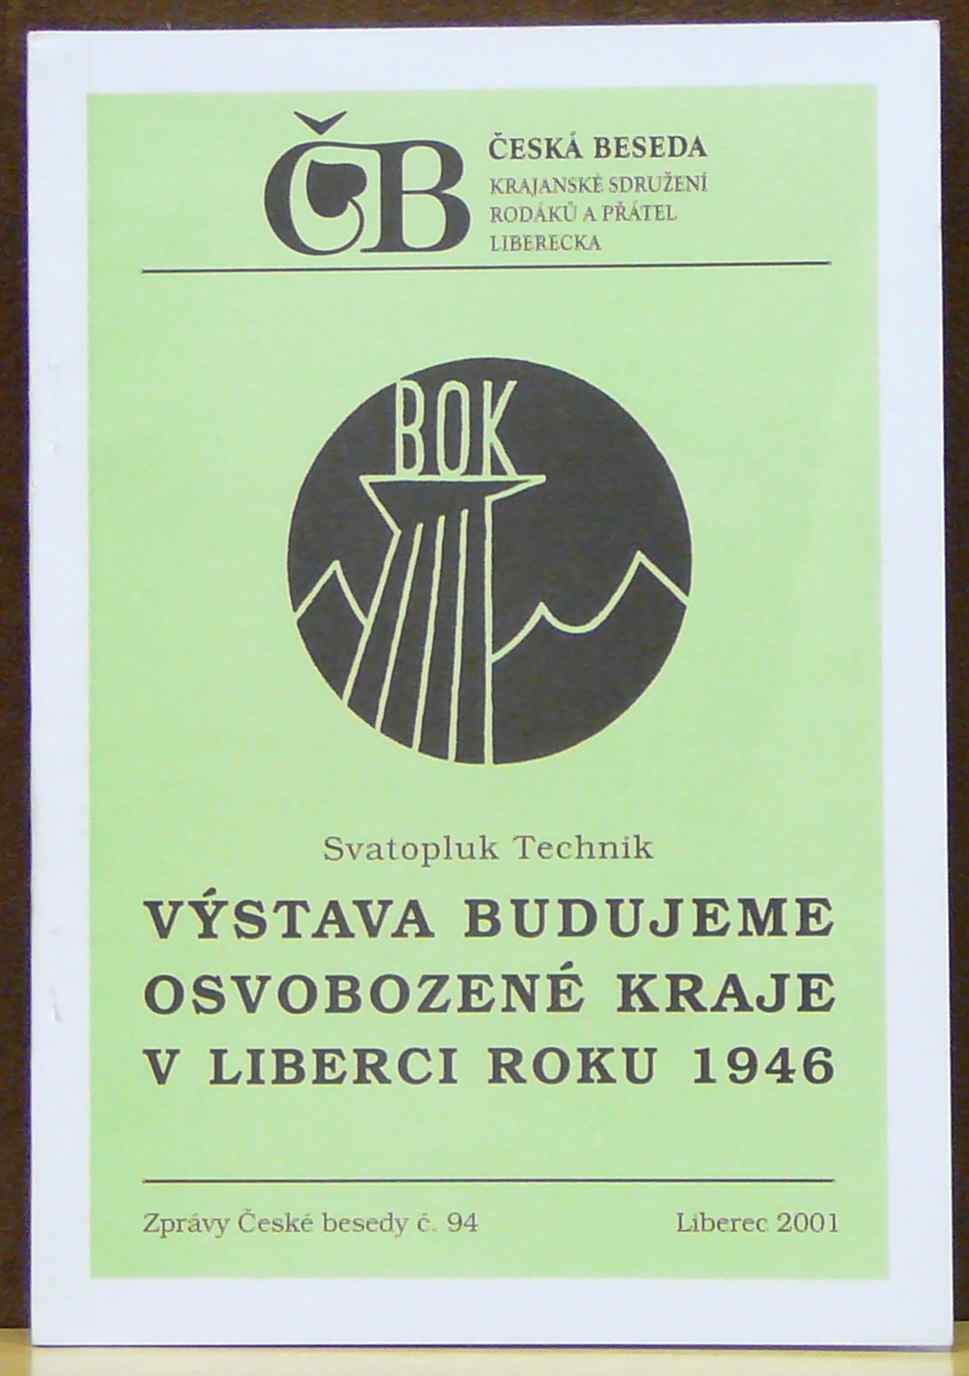 ČB
ČESKÁ BESEDA
KRAJANSKÉ SDRUŽENÍ
RODÁKŮ A PŘÁTEL
LIBERECKA
BOK
Svatopluk Technik
VÝSTAVA BUDUJEME
OSVOBOZENÉ KRAJE
V LIBERCI ROKU 1946
Zprávy České besedy č. 94
Liberec 2001